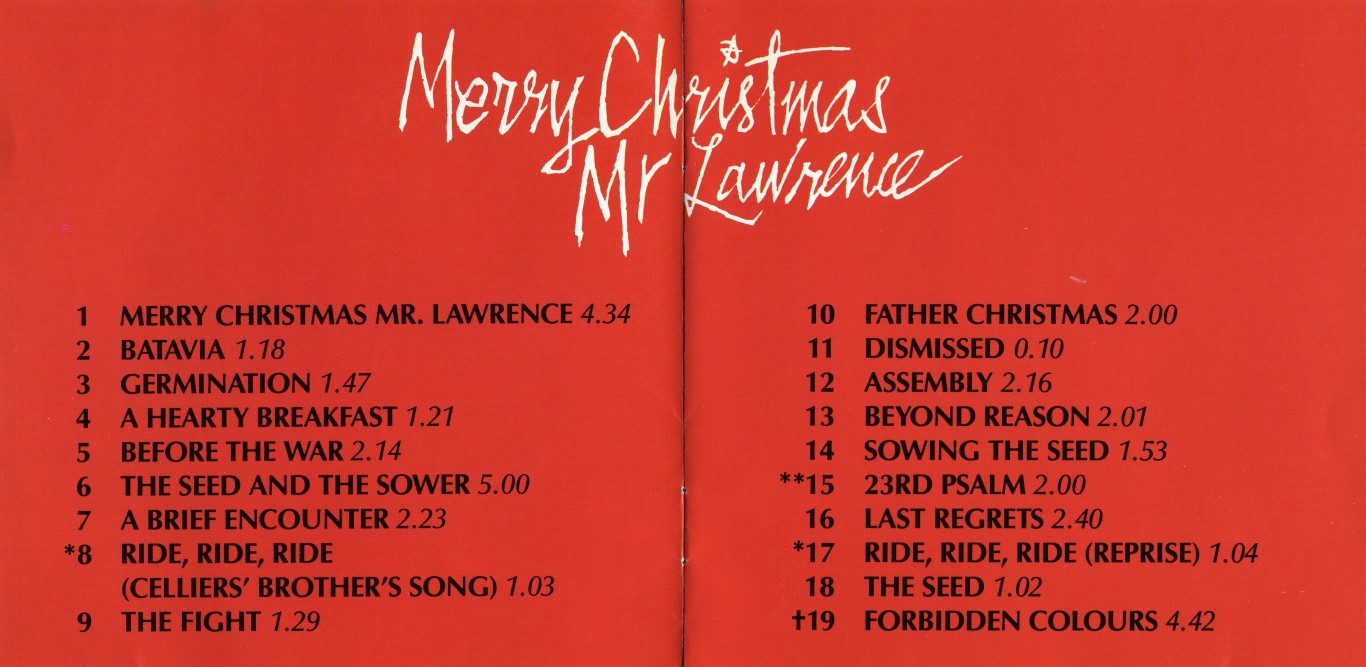 Merry Christmas
Mr Lawrence
1 MERRY CHRISTMAS MR. LAWRENCE 4.34
2 BATAVIA 1.18
3 GERMINATION 1.47
4 A HEARTY BREAKFAST 1.21
5 BEFORE THE WAR 2.14
6 THE SEED AND THE SOWER 5.00
7 A BRIEF ENCOUNTER 2.23
*8 RIDE, RIDE, RIDE
(CELLIERS’ BROTHER’S SONG) 1.03
9 THE FIGHT 1.29
10 FATHER CHRISTMAS 2.00
11 DISMISSED 0.10
12 ASSEMBLY 2.16
13 BEYOND REASON 2.01
14 SOWING THE SEED 1.53
**15 23RD PSALM 2.00
16 LAST REGRETS 2.40
*17 RIDE, RIDE, RIDE (REPRISE) 1.04
18 THE SEED 1.02
†19 FORBIDDEN COLOURS 4.42